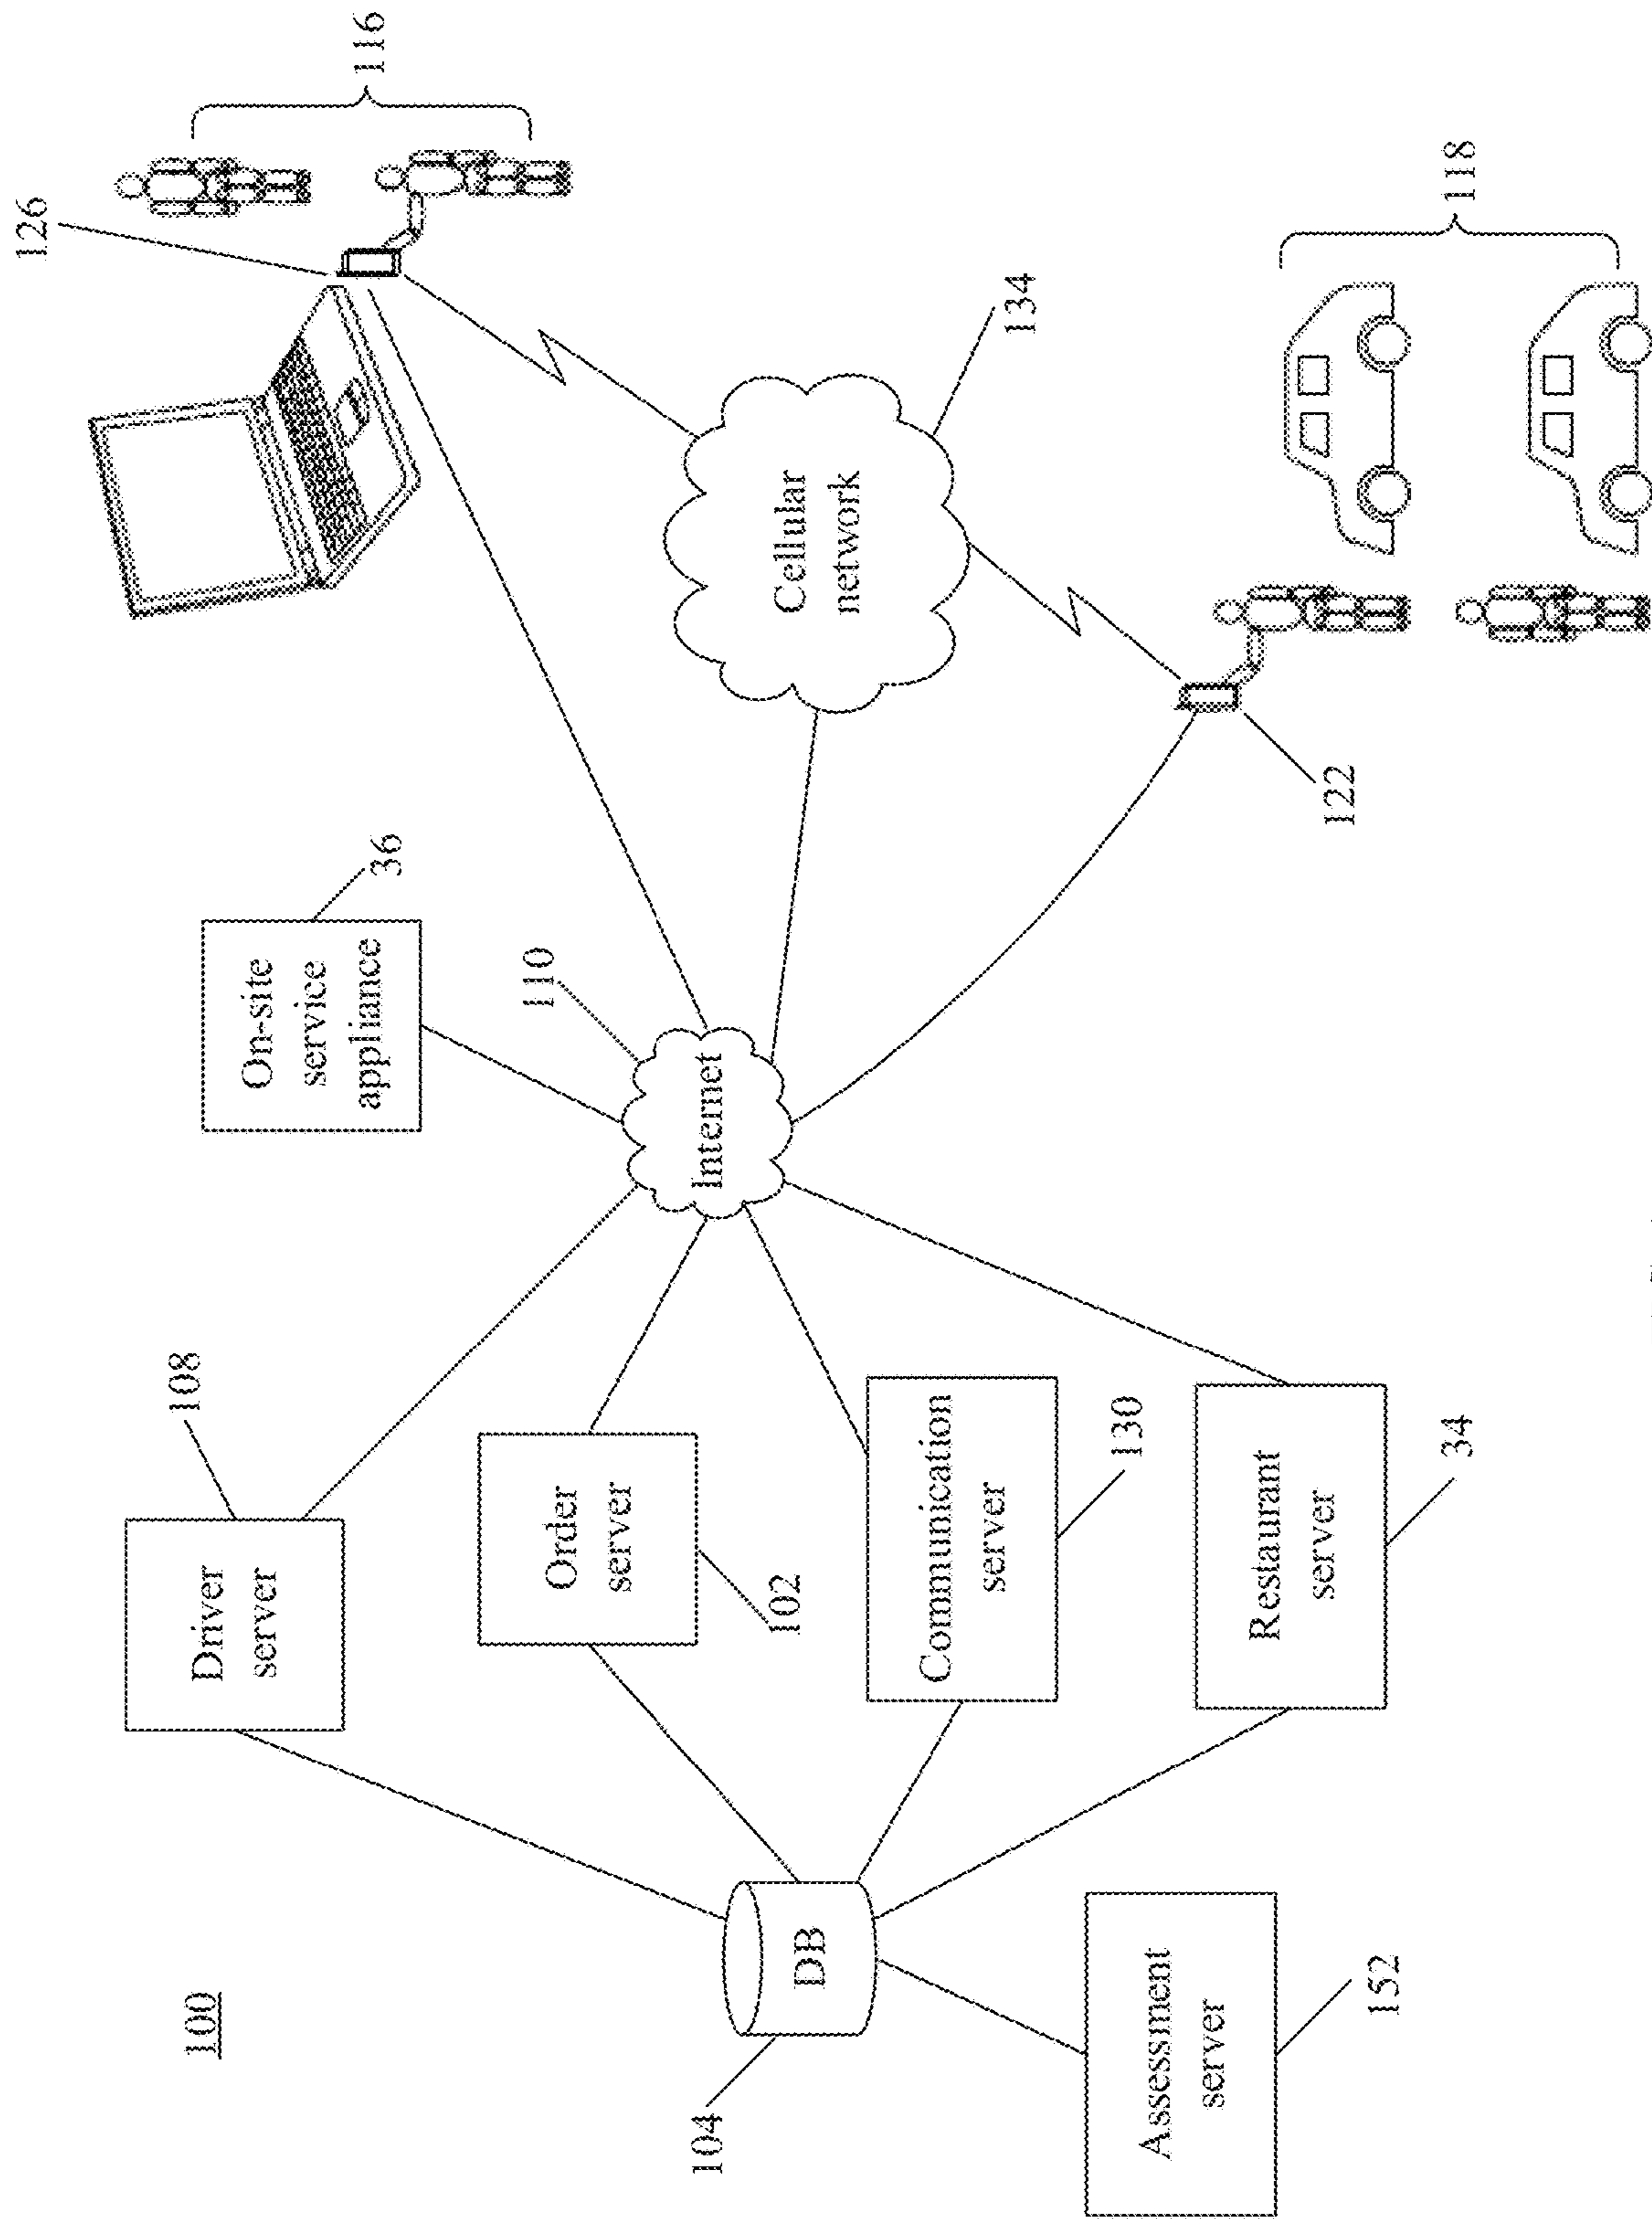 100
Driver
server
108
Order
server
102
Communication
server
130
Restaurant
server
34
DB
104
Assessment
server
152
Internet
110
On-site
service
appliance
36
Cellular
network
134
126
116
122
118